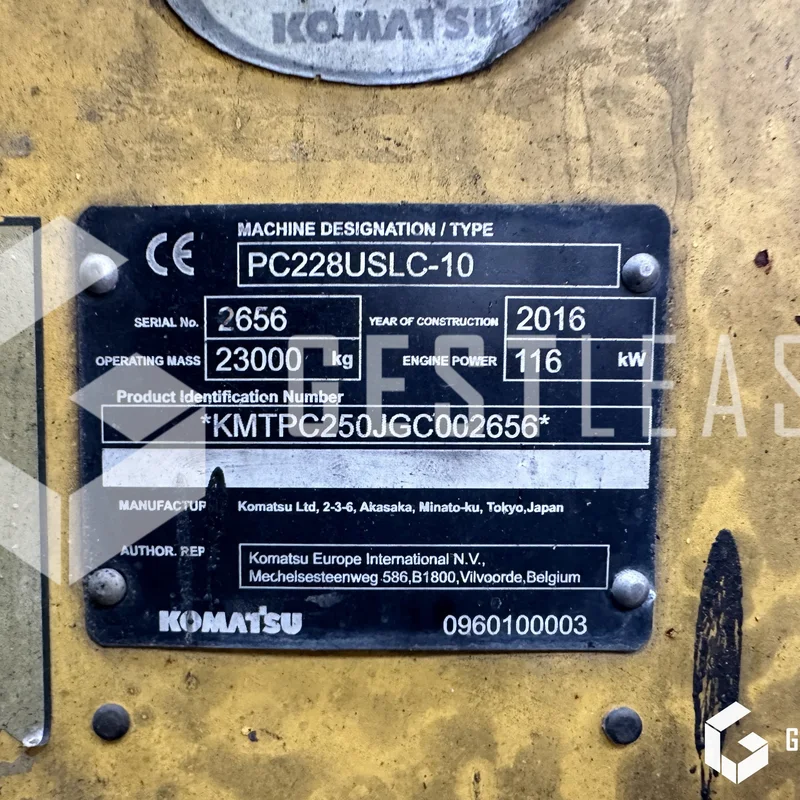 KOMATSU
CE
MACHINE DESIGNATION / TYPE
PC228USLC-10
SERIAL No. 2656 YEAR OF CONSTRUCTION 2016
OPERATING MASS 23000 kg ENGINE POWER 116 kW
GESTLEAS
Product Identification Number
*KMTPC250JGC002656*
MANUFACTUR Komatsu Ltd, 2-3-6, Akasaka, Minato-ku, Tokyo,Japan
AUTHOR. REP Komatsu Europe International N.V.,
Mechelsesteenweg 586,B1800,Vilvoorde,Belgium
KOMATSU 0960100003
G